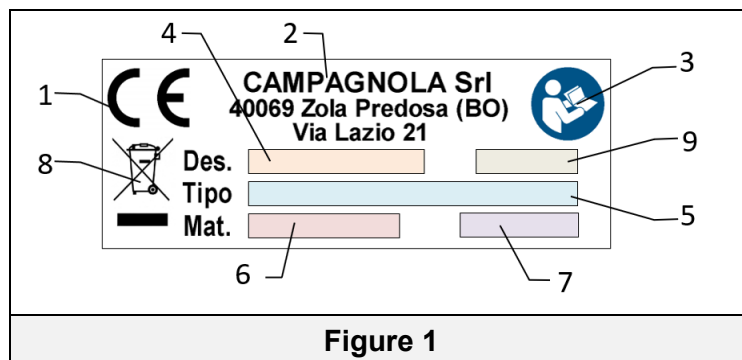 4
2
1
CE
CAMPAGNOLA Srl
40069 Zola Predosa (BO)
Via Lazio 21
3
8
Des.
9
Tipo
5
Mat.
6
7
Figure 1